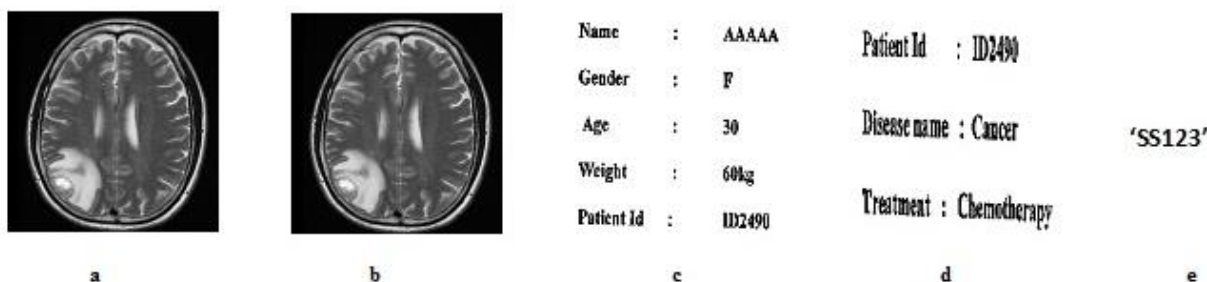 Name : AAAAA
Gender : F
Age : 30
Weight : 60kg
Patient Id : ID2490
Patient Id : ID2490
Disease name : Cancer
Treatment : Chemotherapy
‘SS123’
a b c d e